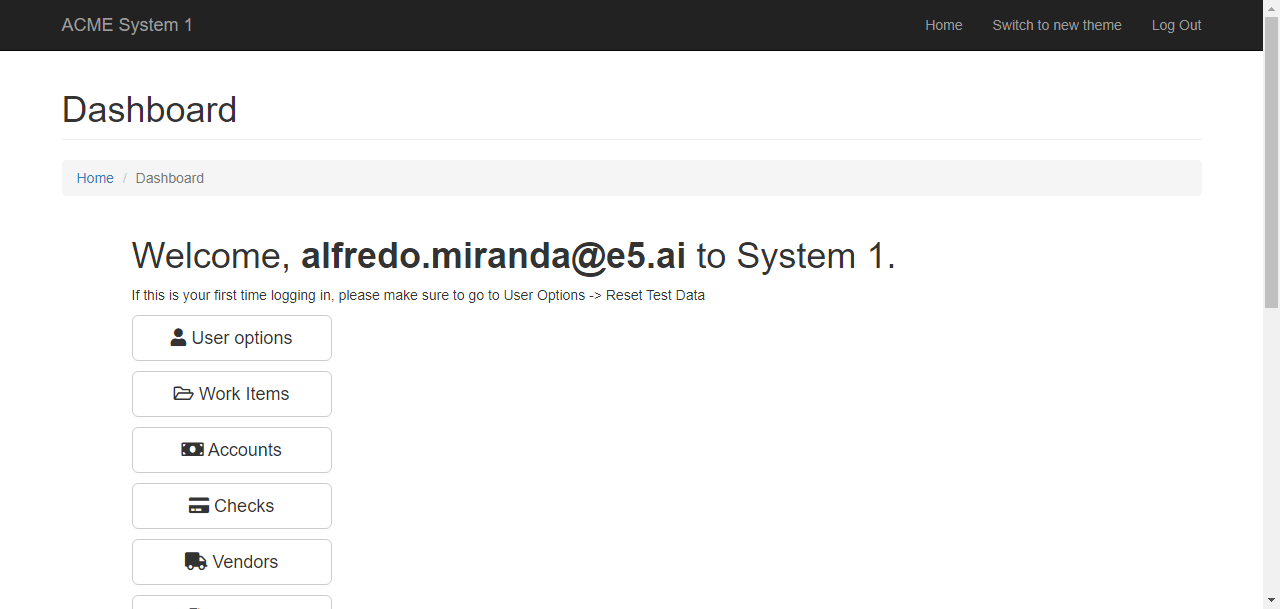 ACME System 1
Home
Switch to new theme
Log Out
Dashboard
Home / Dashboard
Welcome, alfredo.miranda@e5.ai to System 1.
If this is your first time logging in, please make sure to go to User Options -> Reset Test Data
User options
Work Items
Accounts
Checks
Vendors